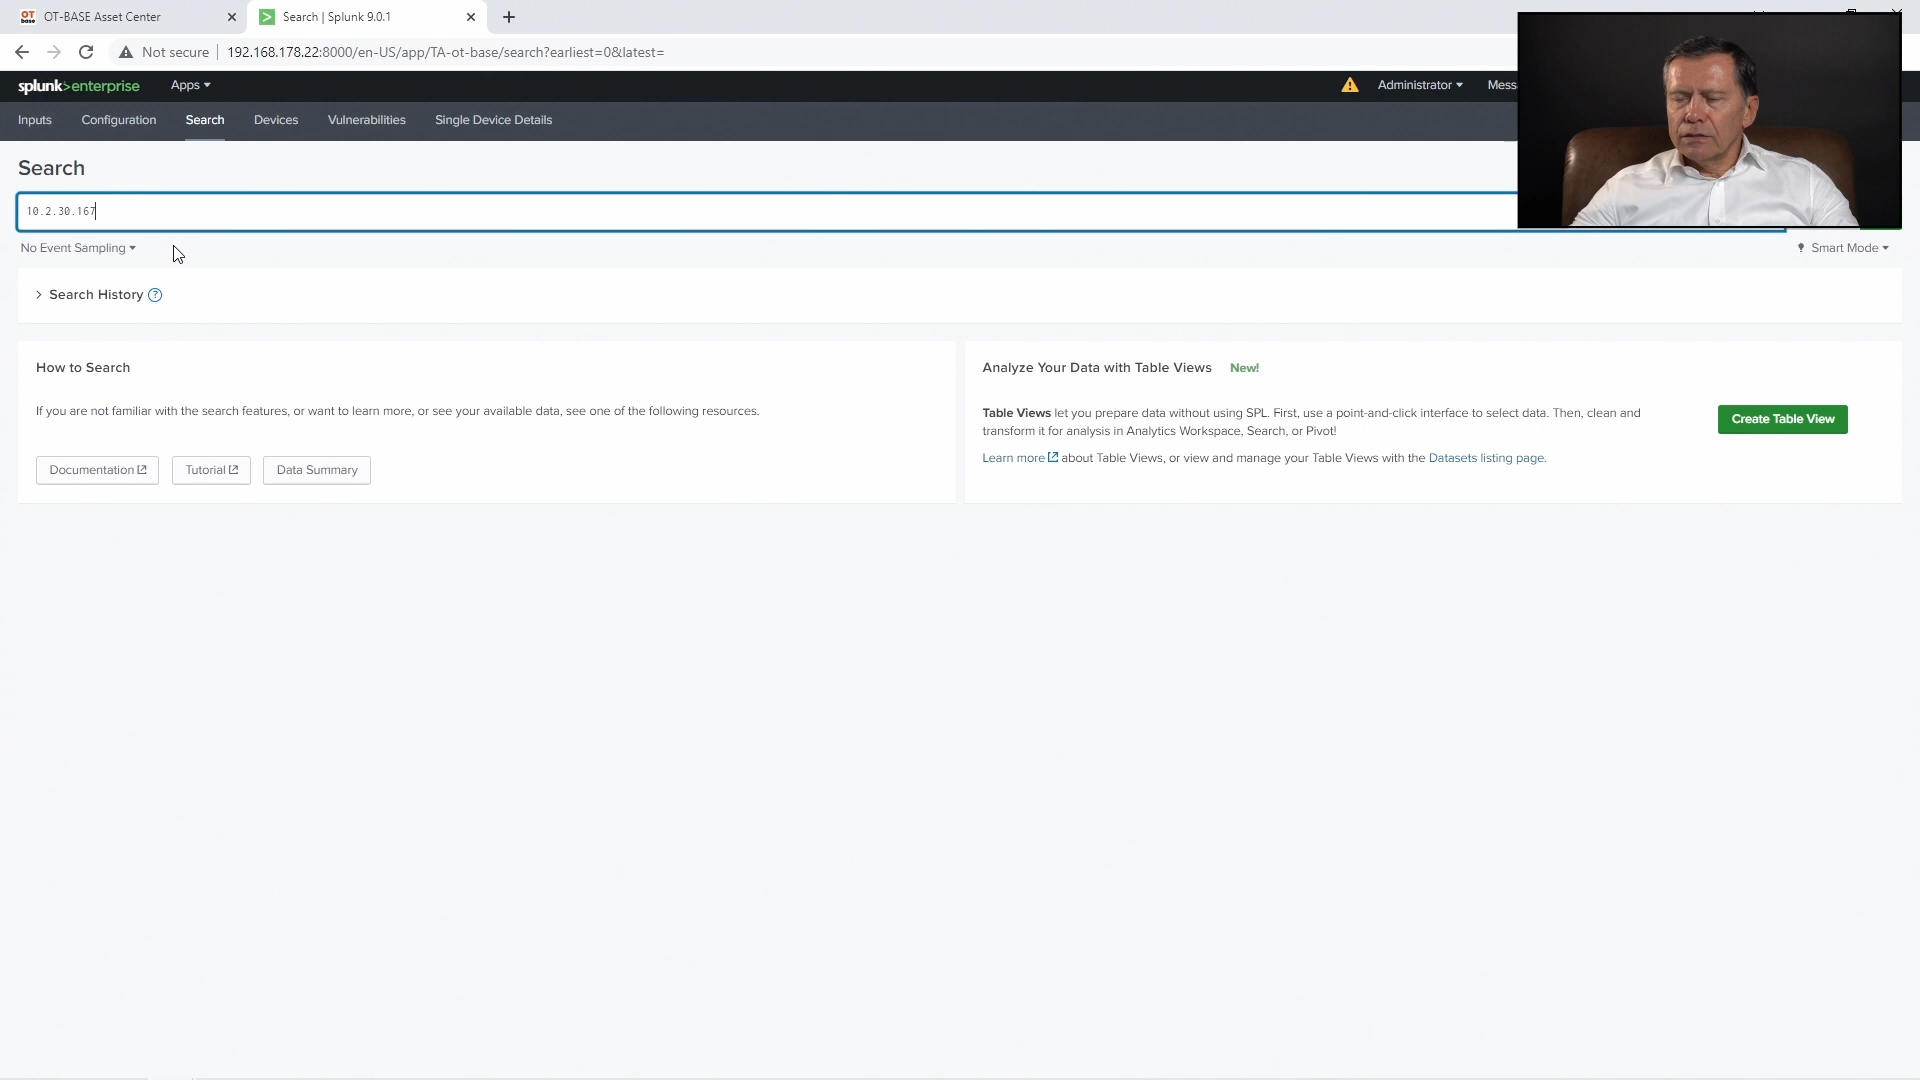 OT base OT-BASE Asset Center
Search | Splunk 9.0.1
Not secure
192.168.178.22:8000/en-US/app/TA-ot-base/search?earliest=0&latest=
splunk>enterprise
Apps
Administrator
Mess
Inputs
Configuration
Search
Devices
Vulnerabilities
Single Device Details
Search
10.2.30.167
No Event Sampling
Smart Mode
Search History ?
How to Search
If you are not familiar with the search features, or want to learn more, or see your available data, see one of the following resources.
Documentation
Tutorial
Data Summary
Analyze Your Data with Table Views New!
Table Views let you prepare data without using SPL. First, use a point-and-click interface to select data. Then, clean and
transform it for analysis in Analytics Workspace, Search, or Pivot!
Learn more about Table Views, or view and manage your Table Views with the Datasets listing page.
Create Table View